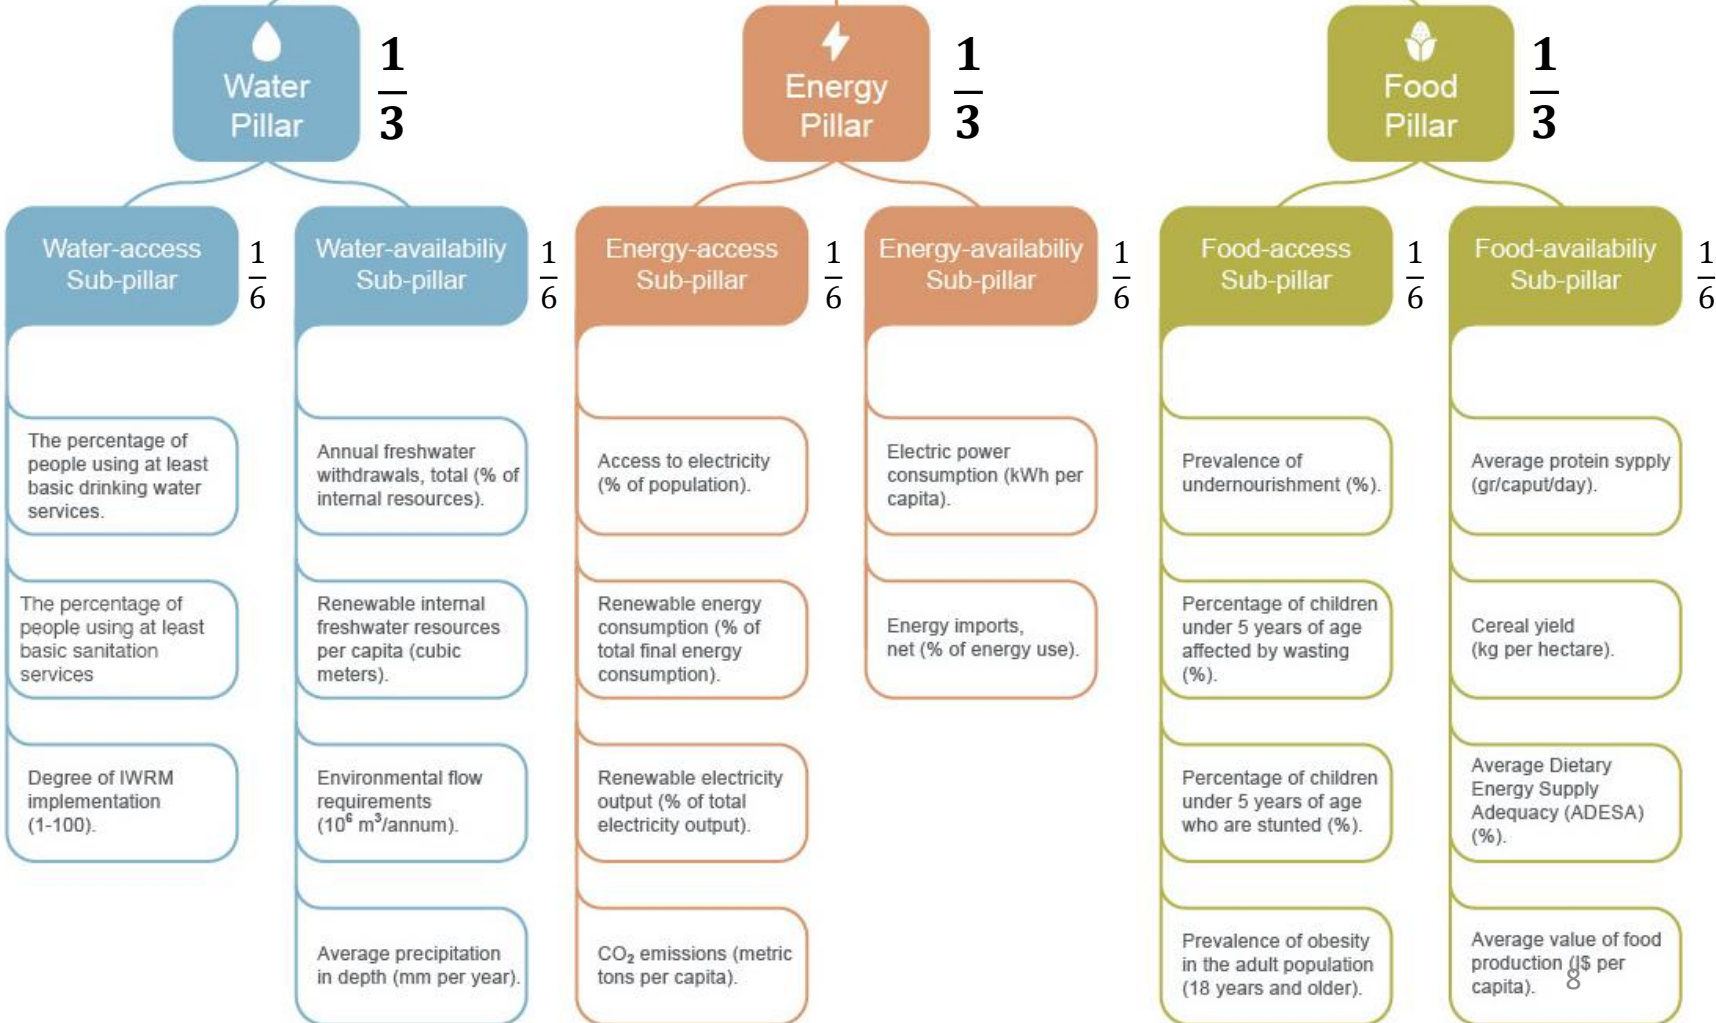 Water
Pillar
1
3
Energy
Pillar
1
3
Food
Pillar
1
3
Water-access
Sub-pillar
1
6
Water-availabiliy
Sub-pillar
1
6
Energy-access
Sub-pillar
1
6
Energy-availabiliy
Sub-pillar
1
6
Food-access
Sub-pillar
1
6
Food-availabiliy
Sub-pillar
1
6
The percentage of
people using at least
basic drinking water
services.
The percentage of
people using at least
basic sanitation
services
Degree of IWRM
implementation
(1-100).
Annual freshwater
withdrawals, total (% of
internal resources).
Renewable internal
freshwater resources
per capita (cubic
meters).
Environmental flow
requirements
(10⁶ m³/annum).
Average precipitation
in depth (mm per year).
Access to electricity
(% of population).
Renewable energy
consumption (% of
total final energy
consumption).
Renewable electricity
output (% of total
electricity output).
CO₂ emissions (metric
tons per capita).
Electric power
consumption (kWh per
capita).
Energy imports,
net (% of energy use).
Prevalence of
undernourishment (%).
Percentage of children
under 5 years of age
affected by wasting
(%).
Percentage of children
under 5 years of age
who are stunted (%).
Prevalence of obesity
in the adult population
(18 years and older).
Average protein sypply
(gr/caput/day).
Cereal yield
(kg per hectare).
Average Dietary
Energy Supply
Adequacy (ADESA)
(%).
Average value of food
production (I$ per
capita).
8